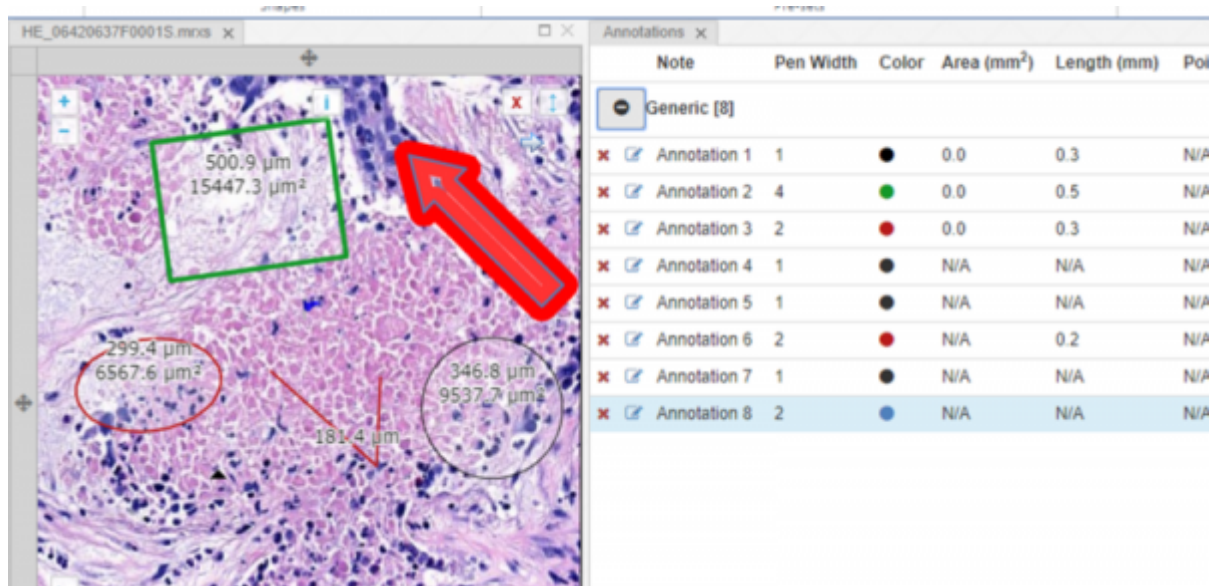 Shapes
Pre-sets
HE_06420637F0001S.mrxs x
Annotations x
Note Pen Width Color Area (mm²) Length (mm)
Generic [8]
Annotation 1 1 0.0 0.3 N/A
Annotation 2 4 0.0 0.5 N/A
Annotation 3 2 0.0 0.3 N/A
Annotation 4 1 N/A N/A N/A
Annotation 5 1 N/A N/A N/A
Annotation 6 2 N/A 0.2 N/A
Annotation 7 1 N/A N/A N/A
Annotation 8 2 N/A N/A N/A
500.9 µm
15447.3 µm²
299.4 µm
6567.6 µm²
346.8 µm
9537.7 µm²
181.4 µm